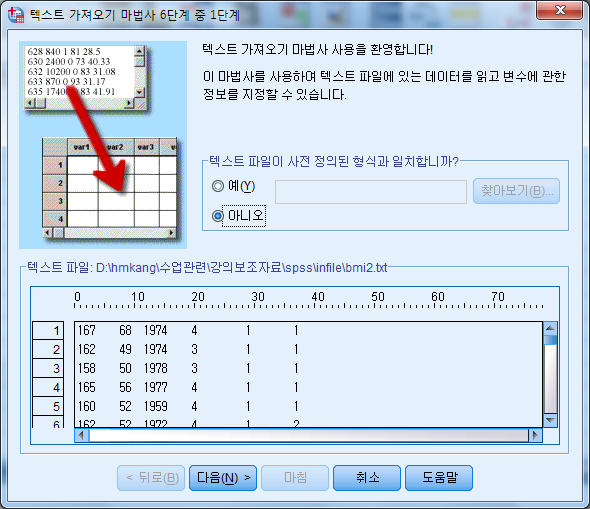 텍스트 가져오기 마법사 6단계 중 1단계
628 840 1 81 28.5
630 2400 0 73 40.33
632 10200 0 83 31.08
633 870 0 93 31.17
635 1740 0 83 41.91
var1 var2 var3 v
1
2
3
4
텍스트 가져오기 마법사 사용을 환영합니다!
이 마법사를 사용하여 텍스트 파일에 있는 데이터를 읽고 변수에 관한
정보를 지정할 수 있습니다.
텍스트 파일이 사전 정의된 형식과 일치합니까?
예(Y)
찾아보기(B)...
아니오
텍스트 파일: D:\hmkang\수업관련\강의보조자료\spss\infile\bmi2.txt
0 10 20 30 40 50 60 70
1 167 68 1974 4 1 1
2 162 49 1974 3 1 1
3 158 50 1978 3 1 1
4 165 56 1977 4 1 1
5 160 52 1959 4 1 1
6 162 52 1972 4 1 2
< 뒤로(B) 다음(N) > 마침 취소 도움말